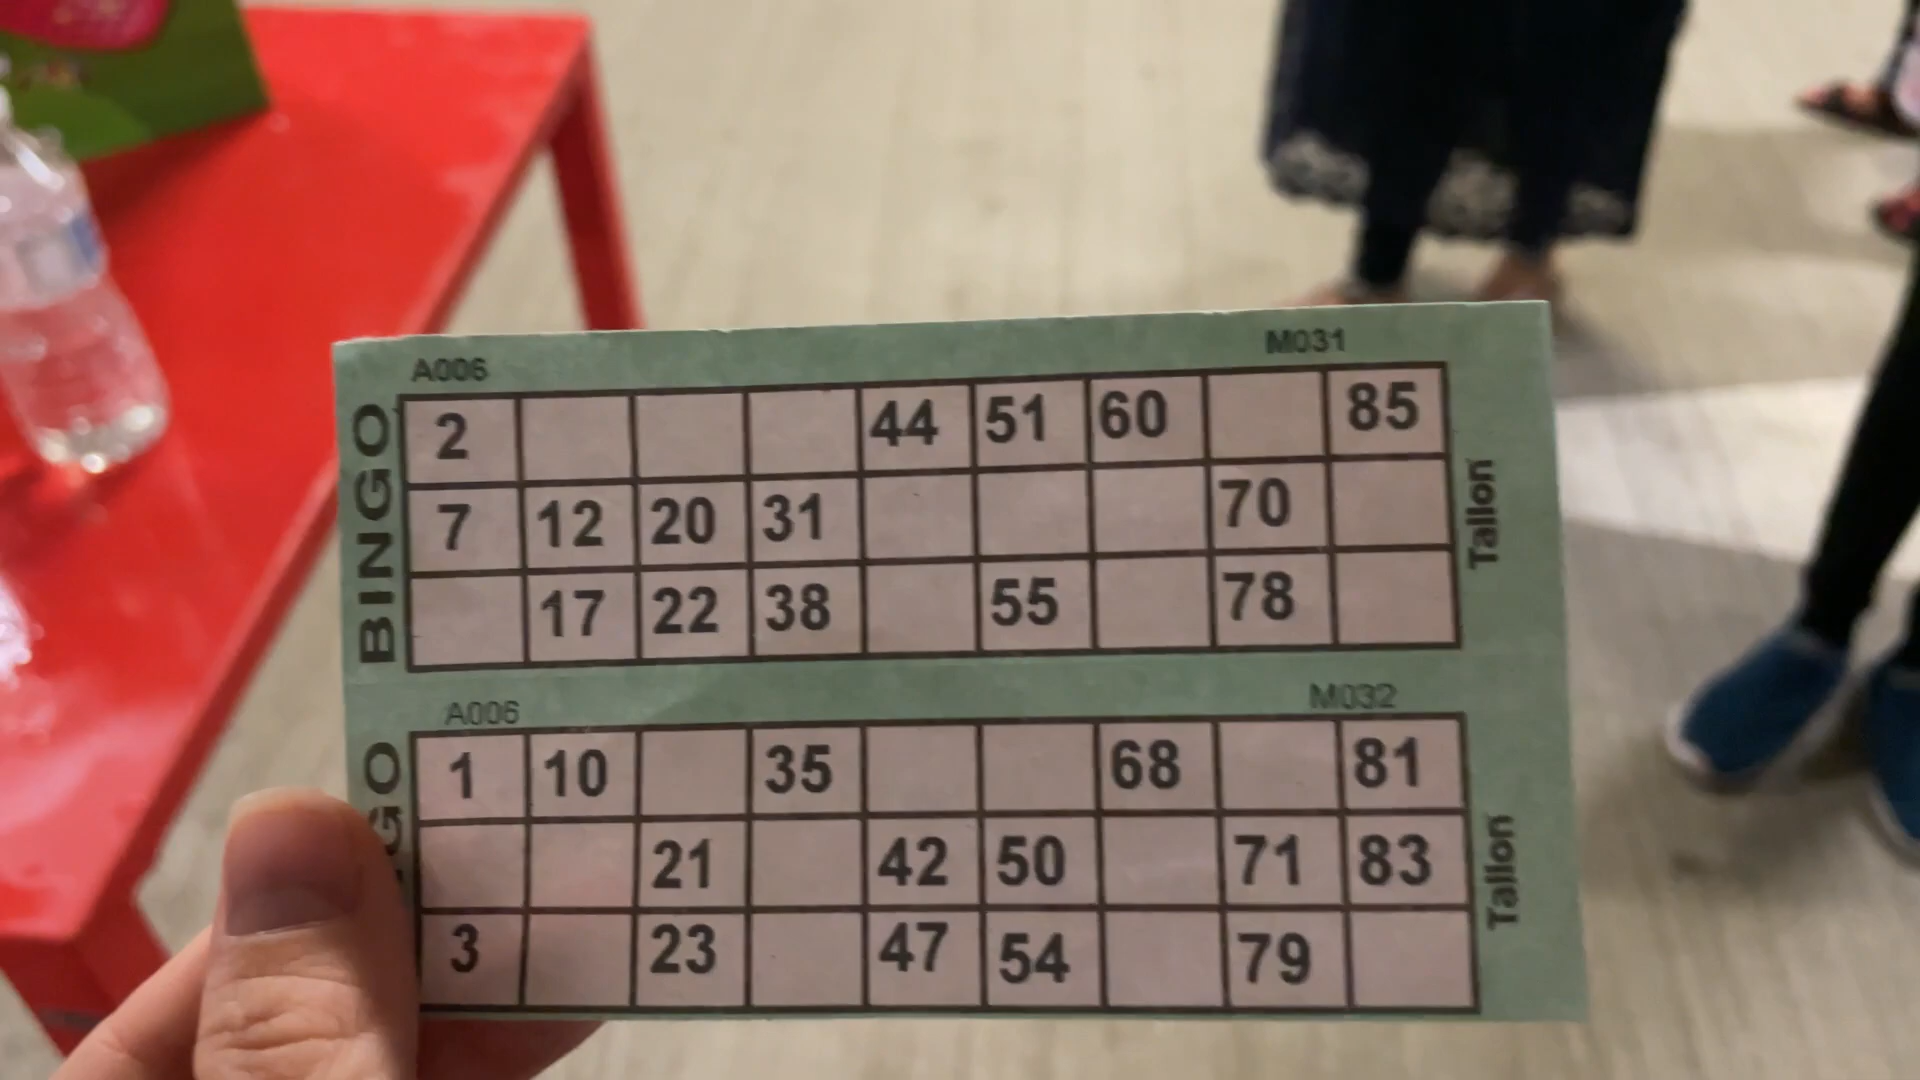 A006 M031
BINGO
2 44 51 60 85
7 12 20 31 70
17 22 38 55 78
Tallon
A006 M032
GO
1 10 35 68 81
21 42 50 71 83
3 23 47 54 79
Tallon